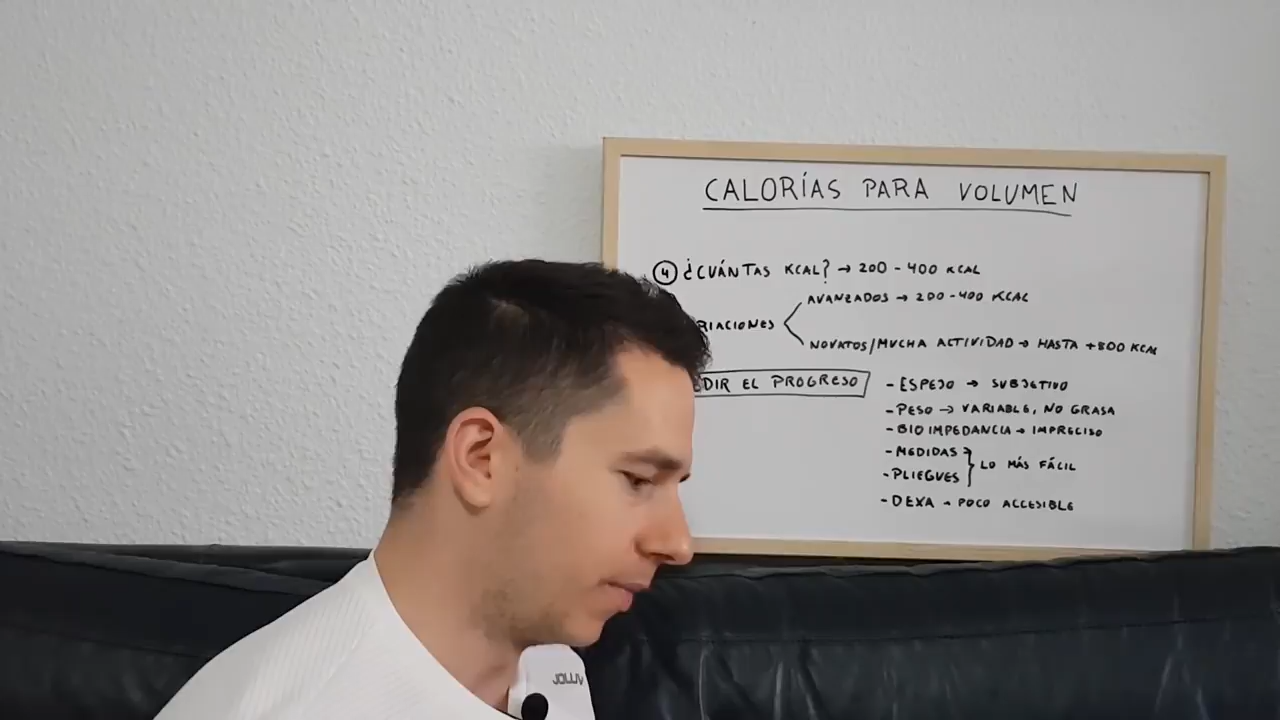 CALORÍAS PARA VOLUMEN
④ ¿CUÁNTAS KCAL? → 200 - 400 KCAL
AVANZADOS → 200 - 400 KCAL
RIACIONES
NOVATOS/MUCHA ACTIVIDAD → HASTA +800 KCAL
DIR EL PROGRESO
- ESPEJO → SUBJETIVO
- PESO → VARIABLE, NO GRASA
- BIO IMPEDANCIA → IMPRECISO
- MEDIDAS
- PLIEGUES } LO MÁS FÁCIL
- DEXA → POCO ACCESIBLE